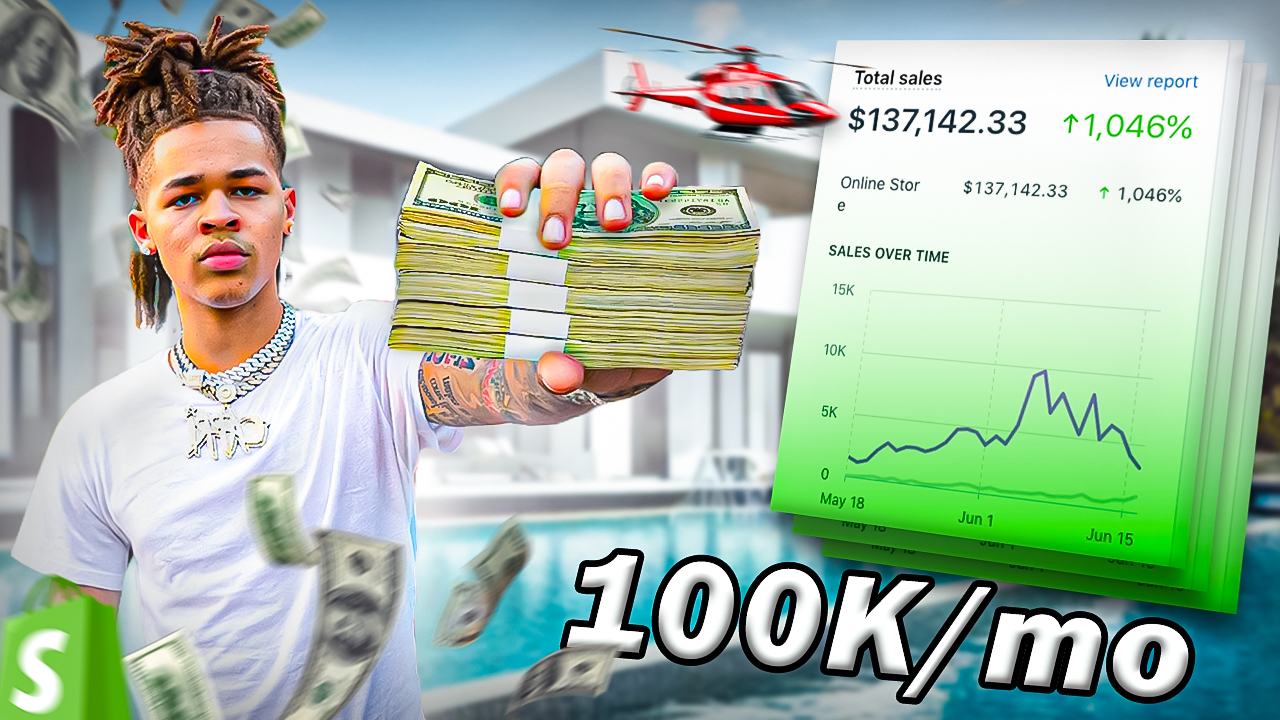 Total sales
View report
$137,142.33
↑1,046%
Online Stor
e
$137,142.33
↑ 1,046%
SALES OVER TIME
15K
10K
5K
0
May 18
Jun 1
Jun 15
100K/mo
S